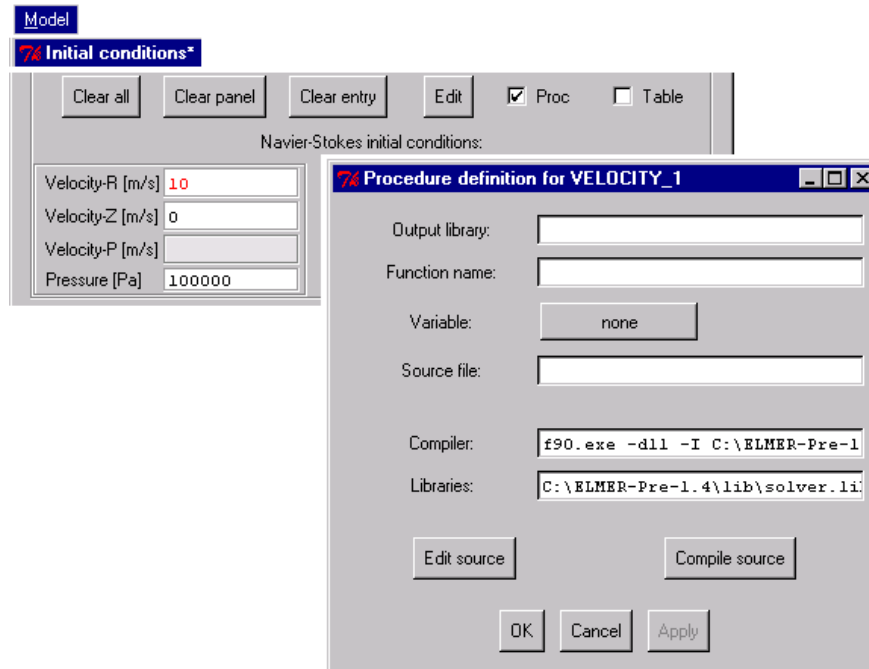 Model
Initial conditions*
Clear all Clear panel Clear entry Edit Proc Table
Navier-Stokes initial conditions:
Velocity-R [m/s] 10
Velocity-Z [m/s] 0
Velocity-P [m/s]
Pressure [Pa] 100000
Procedure definition for VELOCITY_1
Output library:
Function name:
Variable: none
Source file:
Compiler: f90.exe -dll -I C:\ELMER-Pre-1
Libraries: C:\ELMER-Pre-1.4\lib\solver.li
Edit source Compile source
OK Cancel Apply